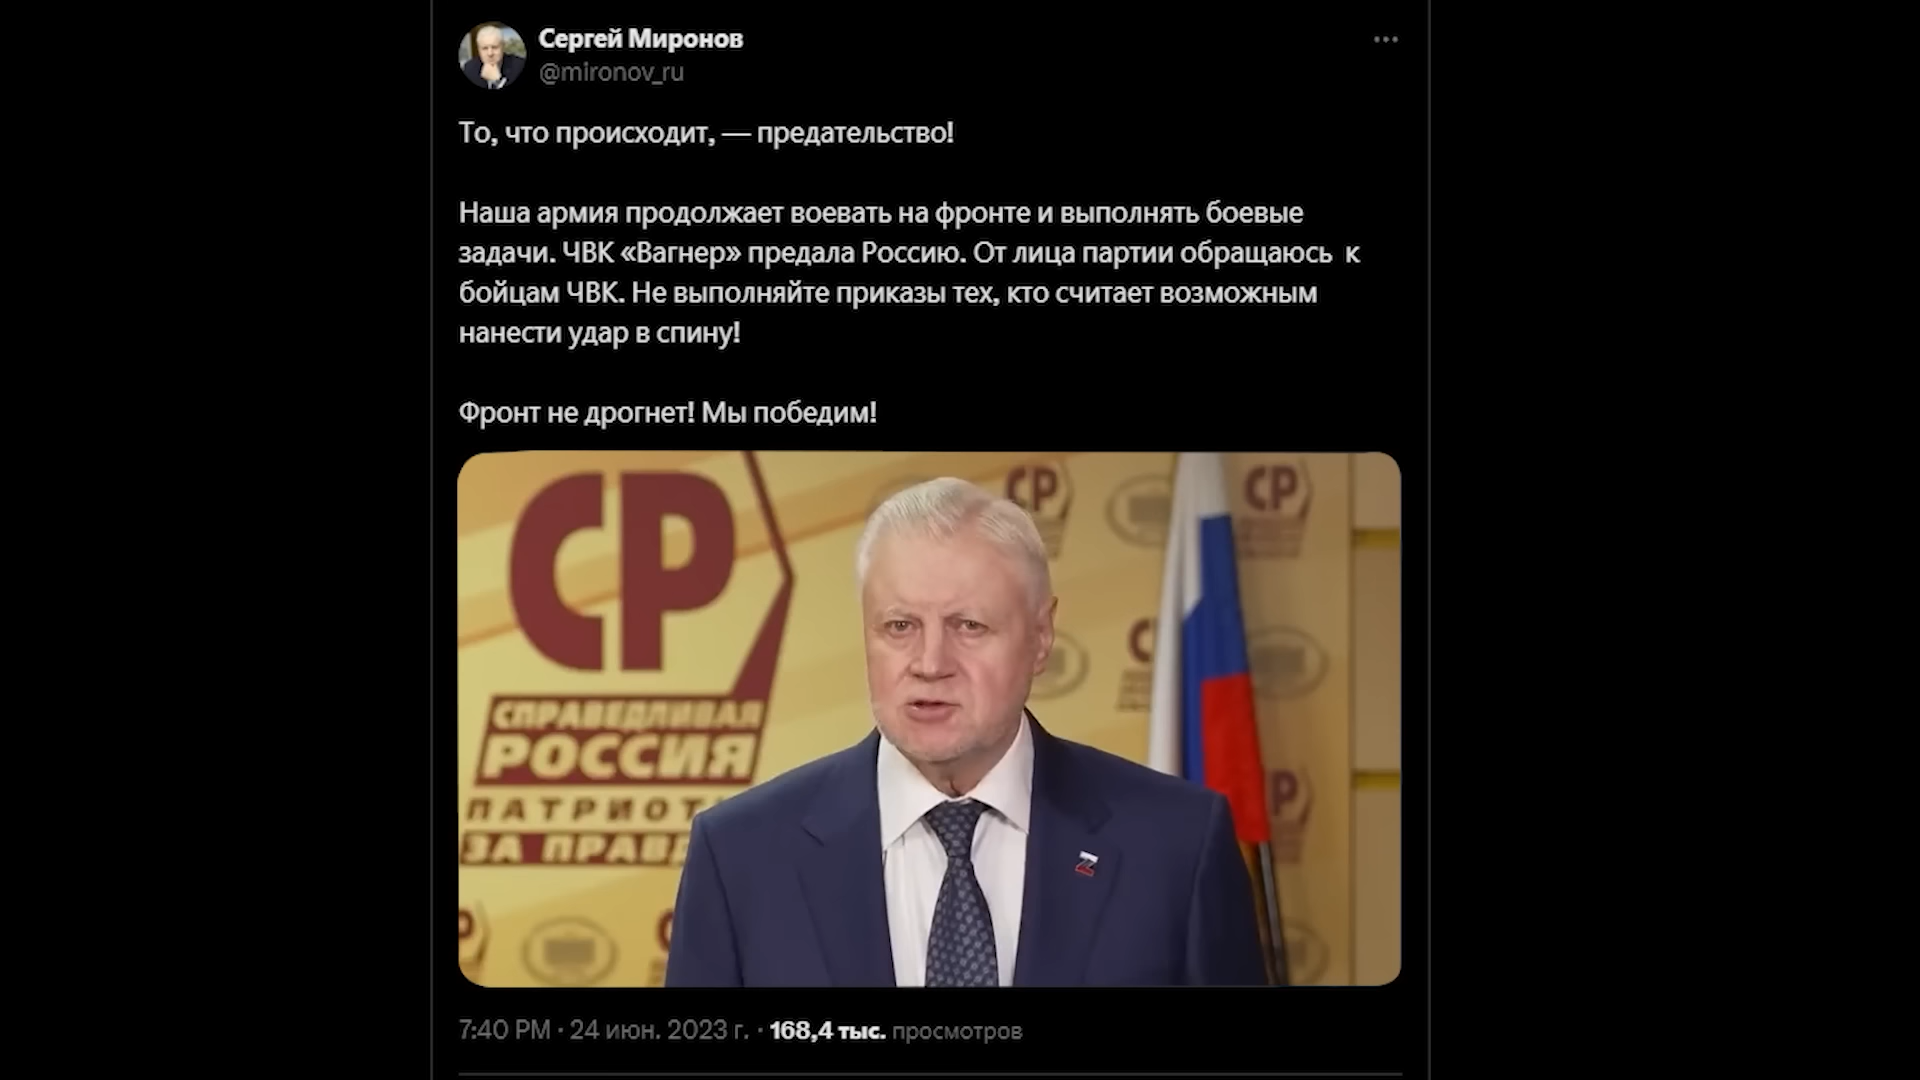 Сергей Миронов
@mironov_ru
То, что происходит, — предательство!
Наша армия продолжает воевать на фронте и выполнять боевые
задачи. ЧВК «Вагнер» предала Россию. От лица партии обращаюсь к
бойцам ЧВК. Не выполняйте приказы тех, кто считает возможным
нанести удар в спину!
Фронт не дрогнет! Мы победим!
СР
СПРАВЕДЛИВАЯ
РОССИЯ
ПАТРИОТ
ЗА ПРАВД
СР
СР
Z
7:40 PM · 24 июн. 2023 г. · 168,4 тыс. просмотров